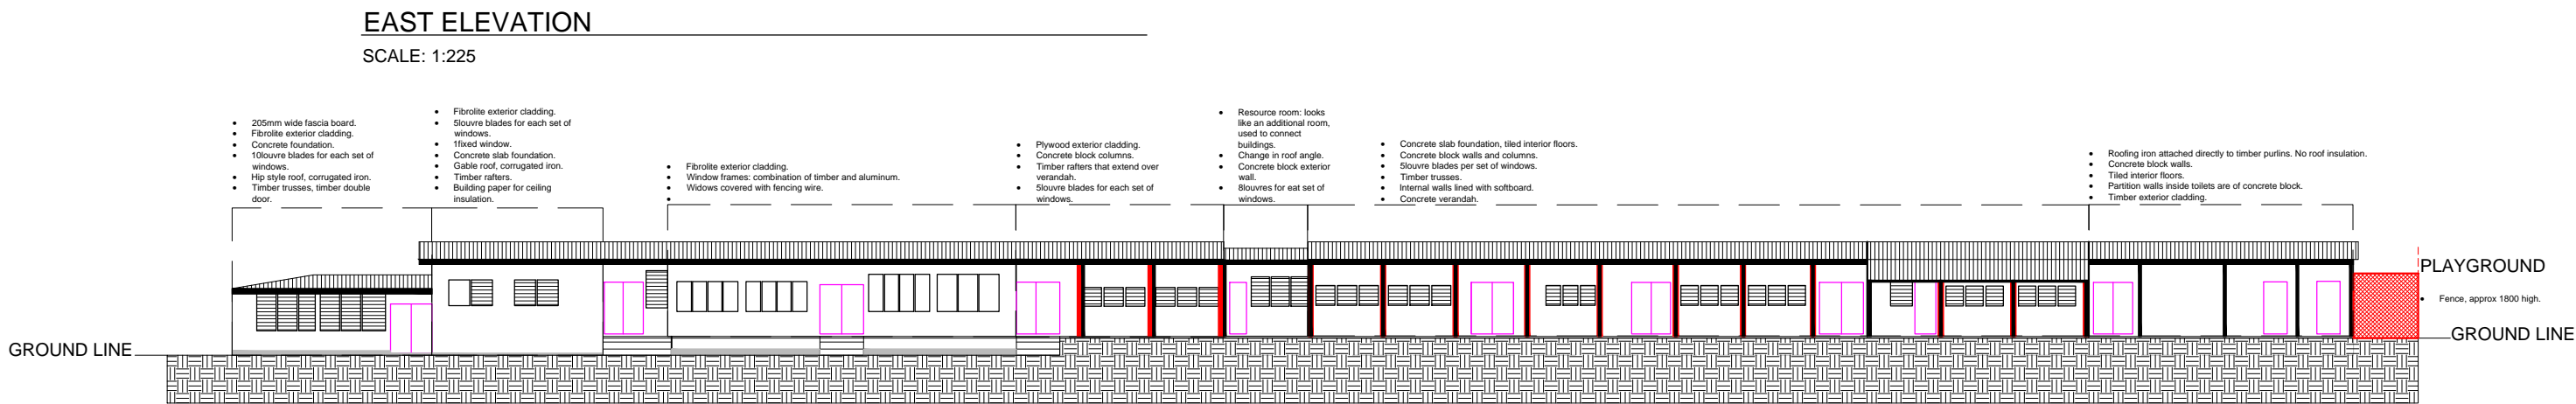 EAST ELEVATION
SCALE: 1:225
• 205mm wide fascia board.
• Fibrolite exterior cladding.
• Concrete foundation.
• 10louvre blades for each set of
windows.
• Hip style roof, corrugated iron.
• Timber trusses, timber double
door.
• Fibrolite exterior cladding.
• 5louvre blades for each set of
windows.
• 1fixed window.
• Concrete slab foundation.
• Gable roof, corrugated iron.
• Timber rafters.
• Building paper for ceiling
insulation.
• Fibrolite exterior cladding.
• Window frames: combination of timber and aluminum.
• Widows covered with fencing wire.
•
• Plywood exterior cladding.
• Concrete block columns.
• Timber rafters that extend over
verandah.
• 5louvre blades for each set of
windows.
• Resource room: looks
like an additional room,
used to connect
buildings.
• Change in roof angle.
• Concrete block exterior
wall.
• 8louvres for eat set of
windows.
• Concrete slab foundation, tiled interior floors.
• Concrete block walls and columns.
• 5louvre blades per set of windows.
• Timber trusses.
• Internal walls lined with softboard.
• Concrete verandah.
• Roofing iron attached directly to timber purlins. No roof insulation.
• Concrete block walls.
• Tiled interior floors.
• Partition walls inside toilets are of concrete block.
• Timber exterior cladding.
PLAYGROUND
• Fence, approx 1800 high.
GROUND LINE
GROUND LINE